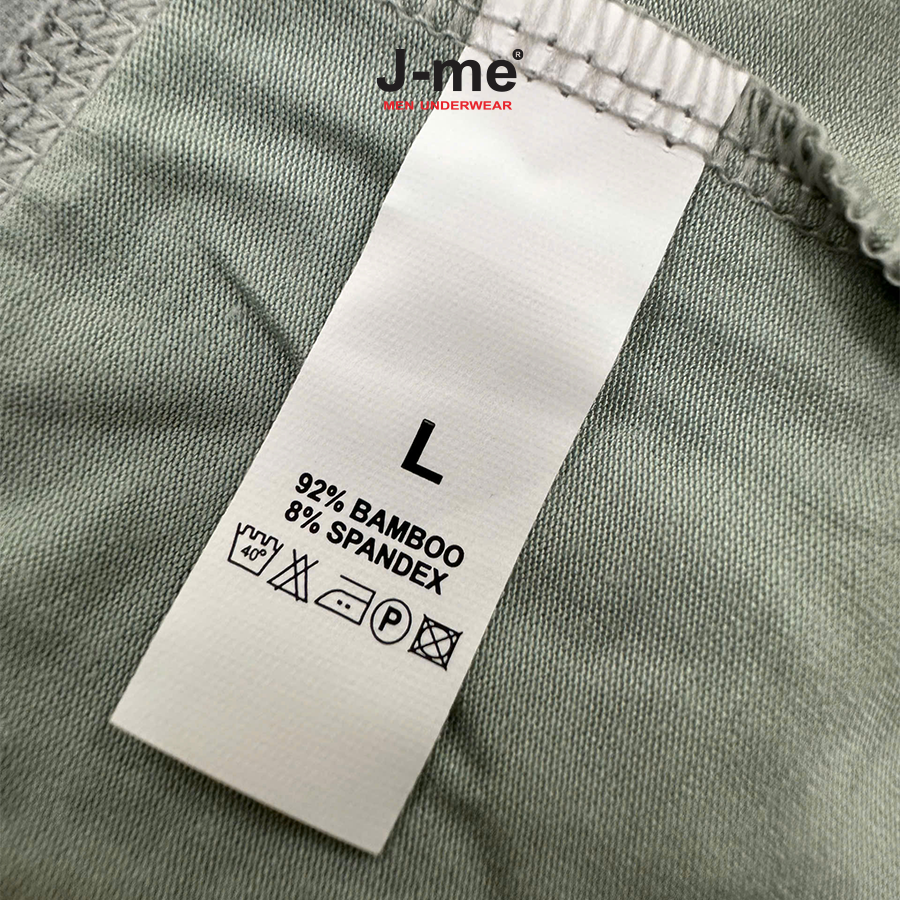 J-me®
MEN UNDERWEAR
L
92% BAMBOO
8% SPANDEX
40°
P